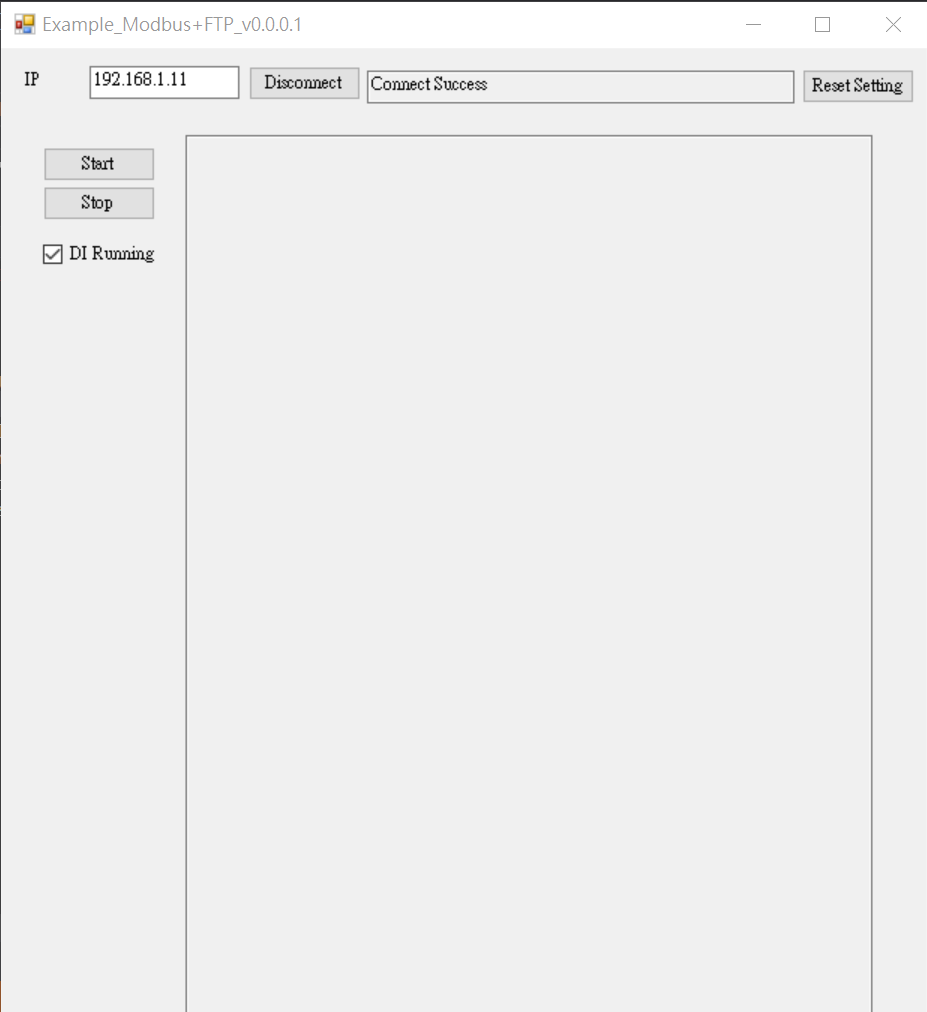 Example_Modbus+FTP_v0.0.0.1
IP
192.168.1.11
Disconnect
Connect Success
Reset Setting
Start
Stop
DI Running